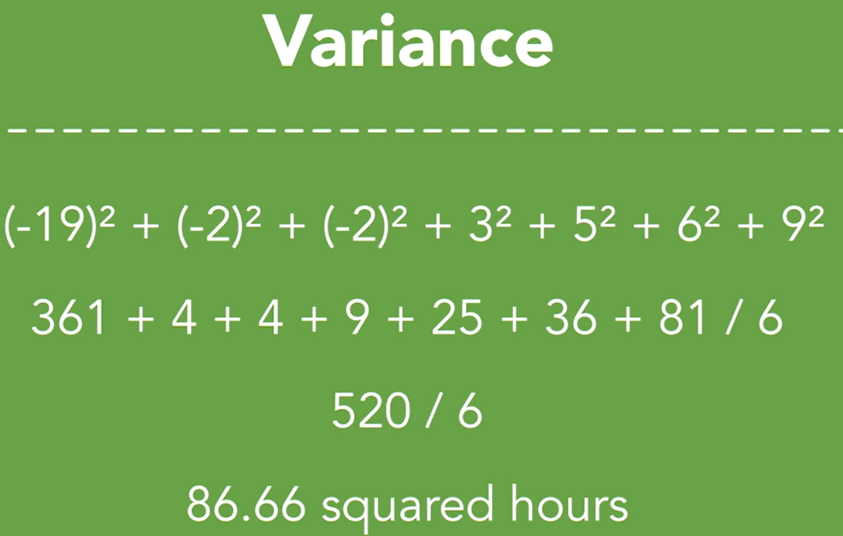 Variance
(-19)² + (-2)² + (-2)² + 3² + 5² + 6² + 9²
361 + 4 + 4 + 9 + 25 + 36 + 81 / 6
520 / 6
86.66 squared hours